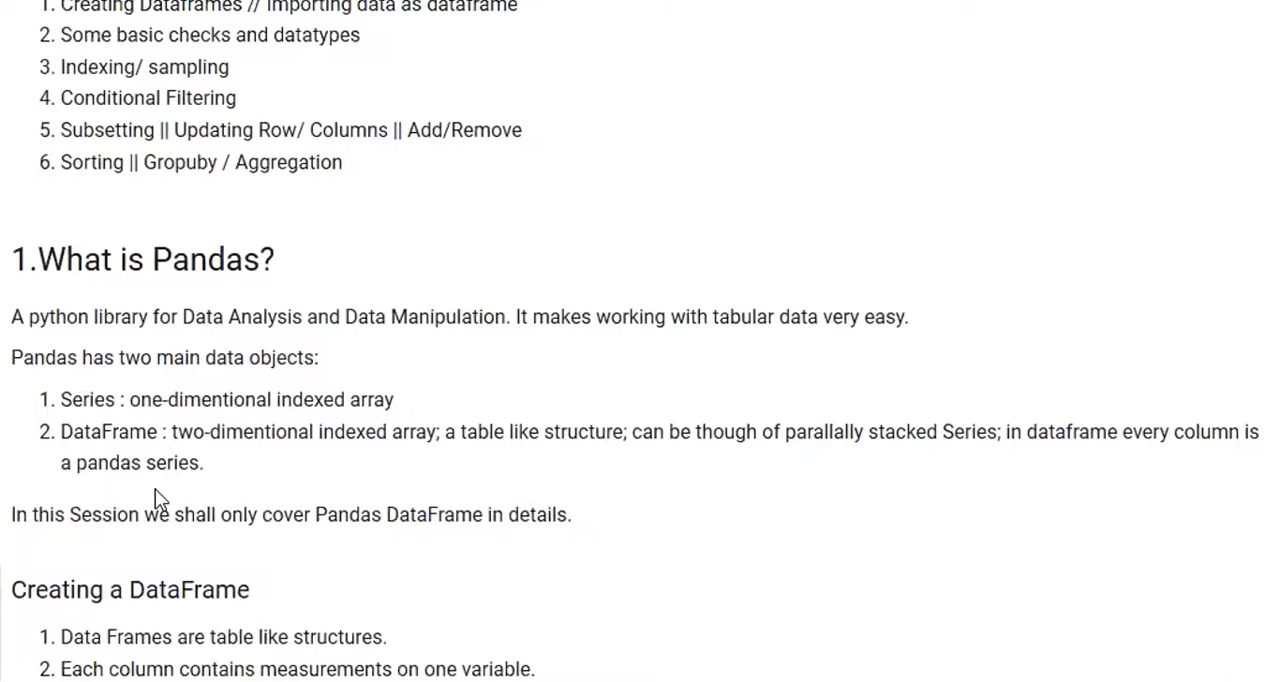 1. Creating Dataframes // Importing data as dataframe
2. Some basic checks and datatypes
3. Indexing/ sampling
4. Conditional Filtering
5. Subsetting || Updating Row/ Columns || Add/Remove
6. Sorting || Gropuby / Aggregation
1.What is Pandas?
A python library for Data Analysis and Data Manipulation. It makes working with tabular data very easy.
Pandas has two main data objects:
1. Series : one-dimentional indexed array
2. DataFrame : two-dimentional indexed array; a table like structure; can be though of parallally stacked Series; in dataframe every column is
a pandas series.
In this Session we shall only cover Pandas DataFrame in details.
Creating a DataFrame
1. Data Frames are table like structures.
2. Each column contains measurements on one variable.